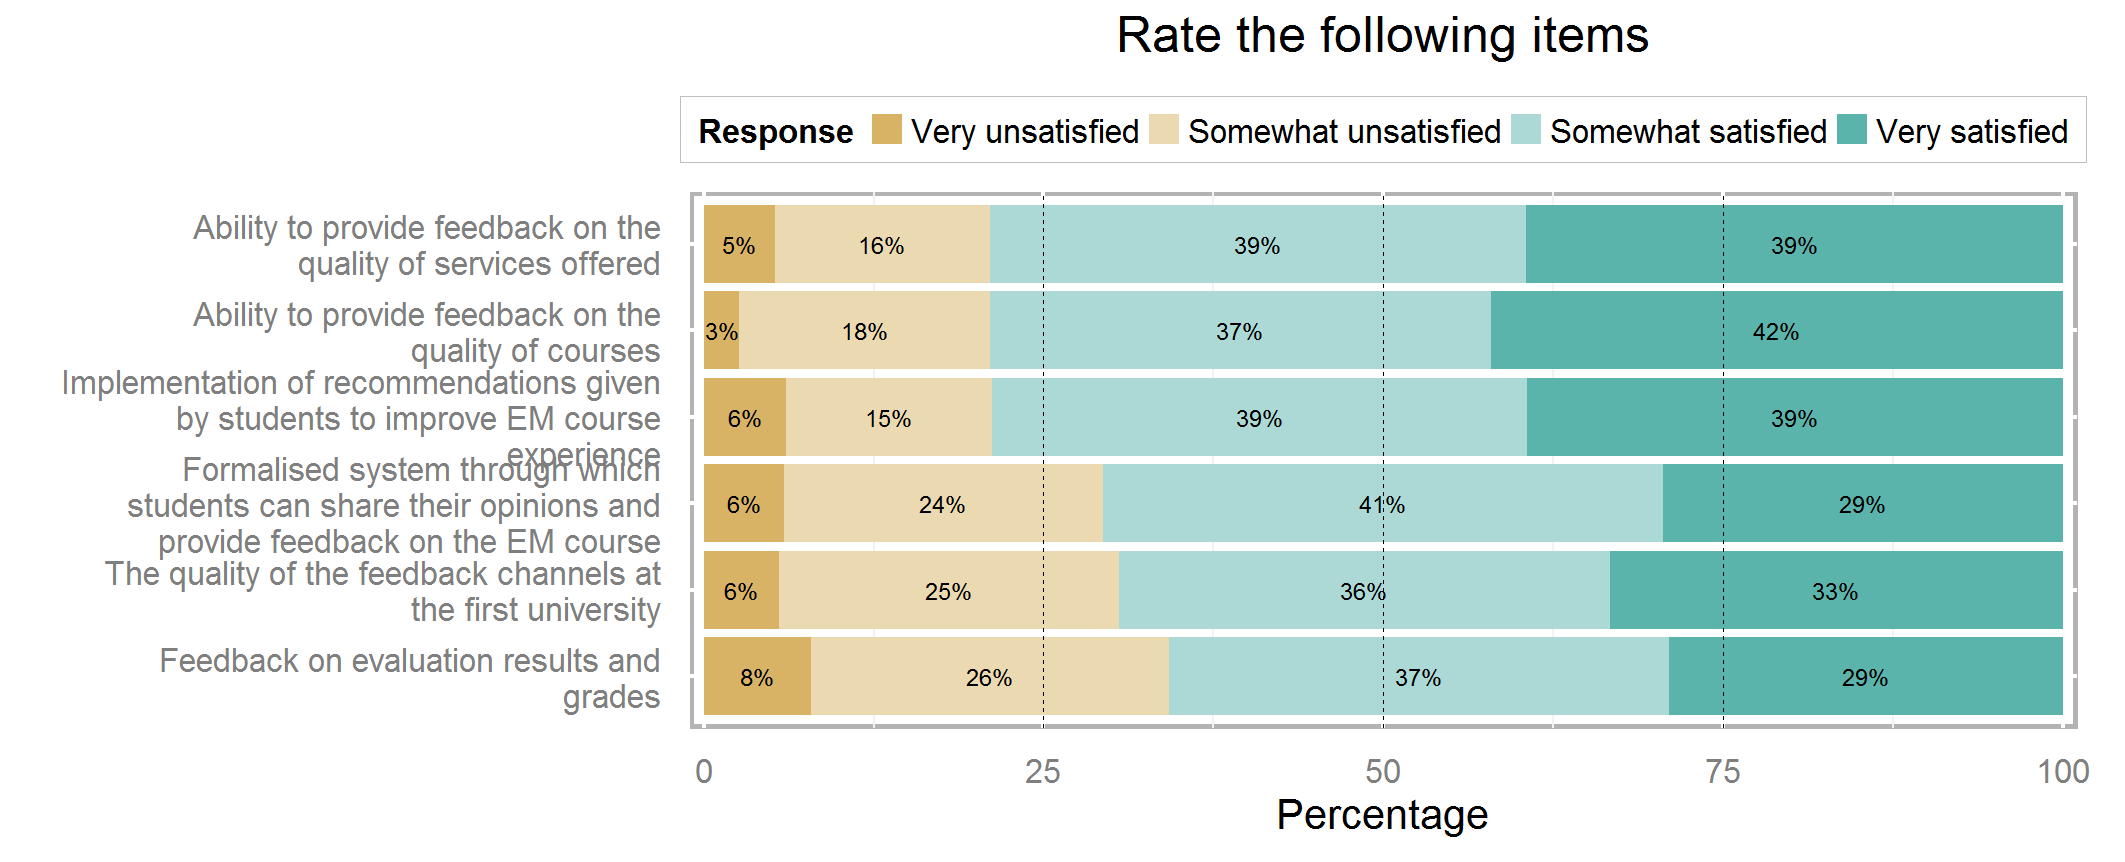 Rate the following items
Response Very unsatisfied Somewhat unsatisfied Somewhat satisfied Very satisfied
Ability to provide feedback on the
quality of services offered
5% 16% 39% 39%
Ability to provide feedback on the
quality of courses
3% 18% 37% 42%
Implementation of recommendations given
by students to improve EM course
experience
6% 15% 39% 39%
Formalised system through which
students can share their opinions and
provide feedback on the EM course
6% 24% 41% 29%
The quality of the feedback channels at
the first university
6% 25% 36% 33%
Feedback on evaluation results and
grades
8% 26% 37% 29%
0 25 50 75 100
Percentage